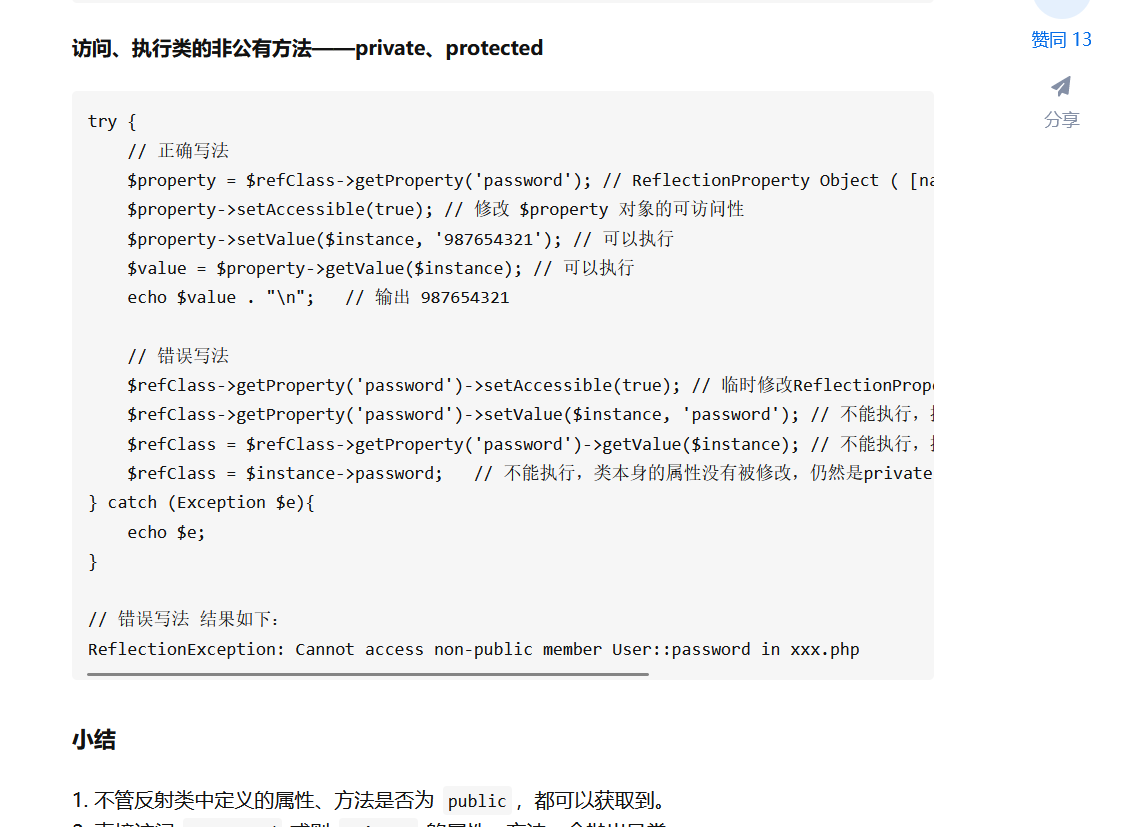 访问、执行类的非公有方法——private、protected
赞同 13
分享
try {
    // 正确写法
    $property = $refClass->getProperty('password'); // ReflectionProperty Object ( [na
    $property->setAccessible(true); // 修改 $property 对象的可访问性
    $property->setValue($instance, '987654321'); // 可以执行
    $value = $property->getValue($instance); // 可以执行
    echo $value . "\n";   // 输出 987654321
    // 错误写法
    $refClass->getProperty('password')->setAccessible(true); // 临时修改ReflectionPrope
    $refClass->getProperty('password')->setValue($instance, 'password'); // 不能执行，
    $refClass = $refClass->getProperty('password')->getValue($instance); // 不能执行，
    $refClass = $instance->password;   // 不能执行，类本身的属性没有被修改，仍然是private
} catch (Exception $e){
    echo $e;
}
// 错误写法 结果如下：
ReflectionException: Cannot access non-public member User::password in xxx.php
小结
1. 不管反射类中定义的属性、方法是否为 public ，都可以获取到。